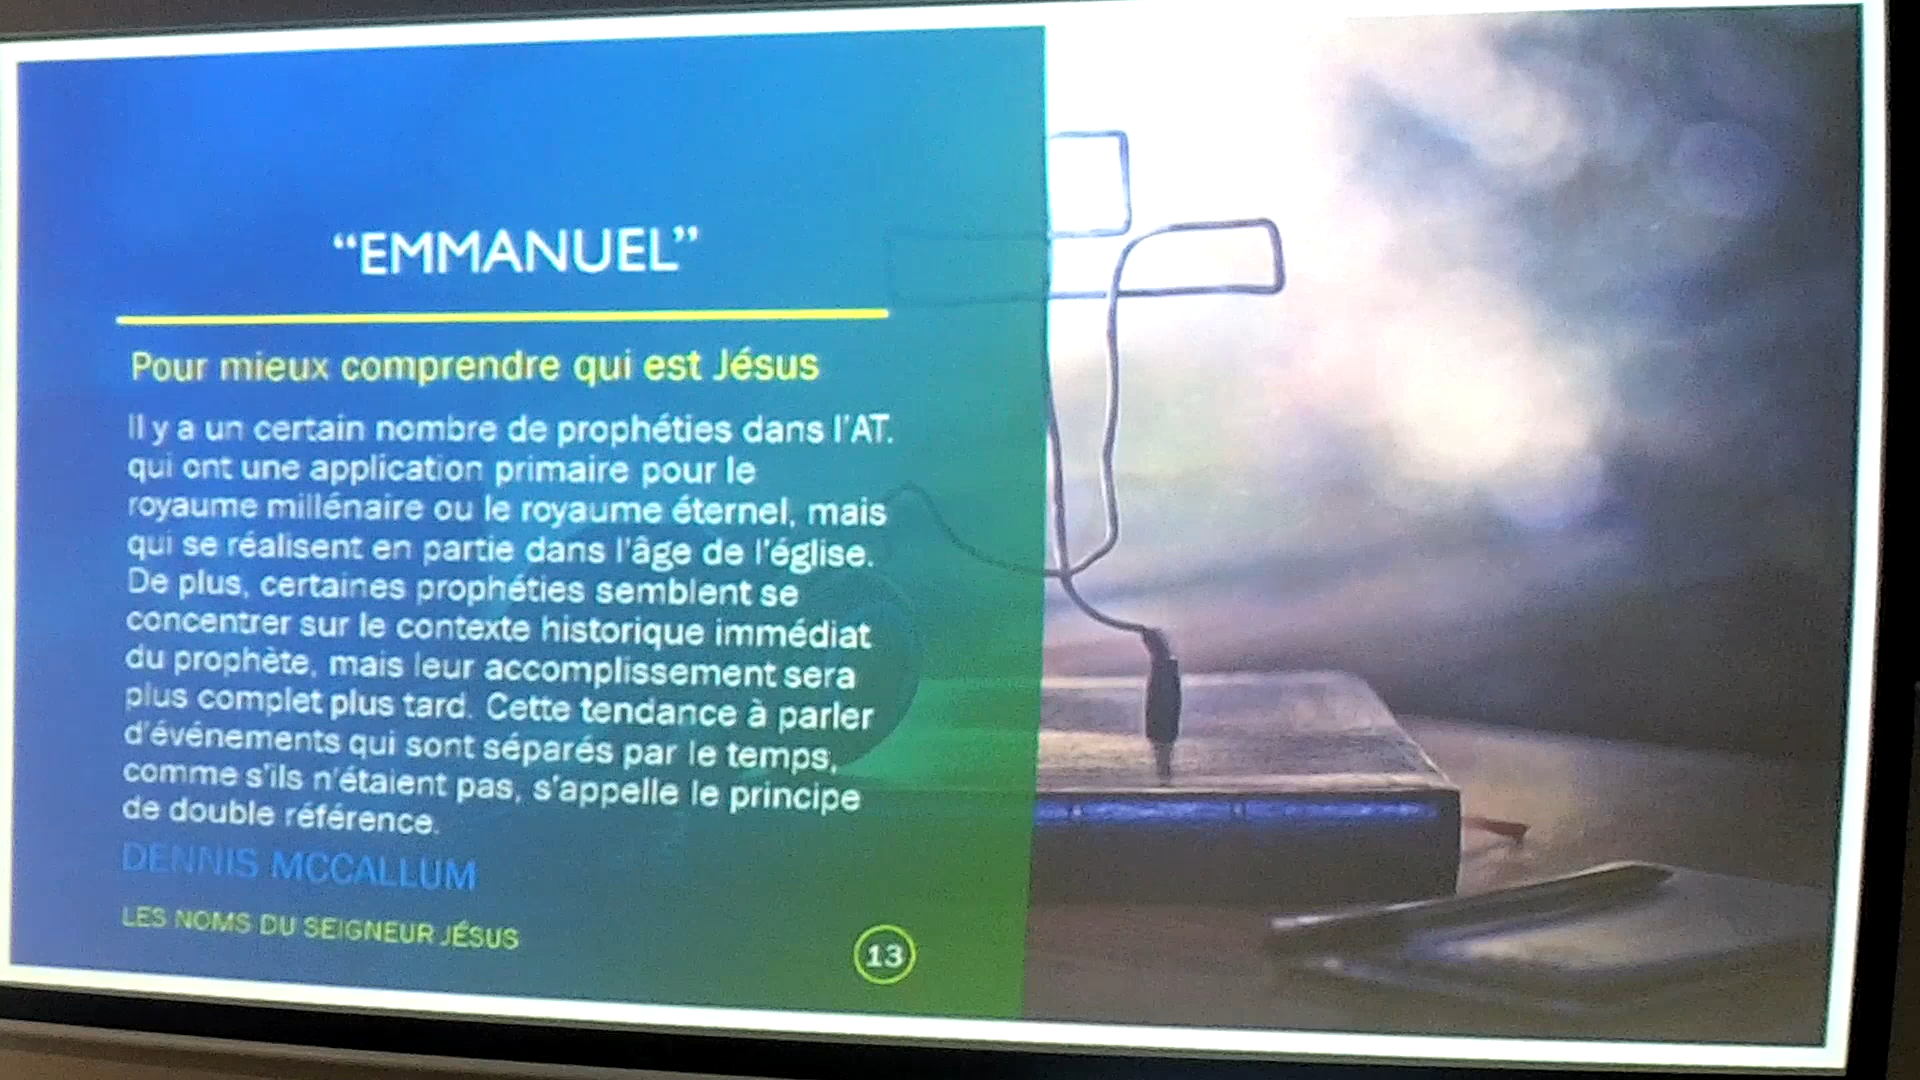 “EMMANUEL”
Pour mieux comprendre qui est Jésus
Il y a un certain nombre de prophéties dans l'AT.
qui ont une application primaire pour le
royaume millénaire ou le royaume éternel, mais
qui se réalisent en partie dans l'âge de l'église.
De plus, certaines prophéties semblent se
concentrer sur le contexte historique immédiat
du prophète, mais leur accomplissement sera
plus complet plus tard. Cette tendance à parler
d'événements qui sont séparés par le temps,
comme s'ils n'étaient pas, s'appelle le principe
de double référence.
DENNIS MCCALLUM
LES NOMS DU SEIGNEUR JÉSUS
13